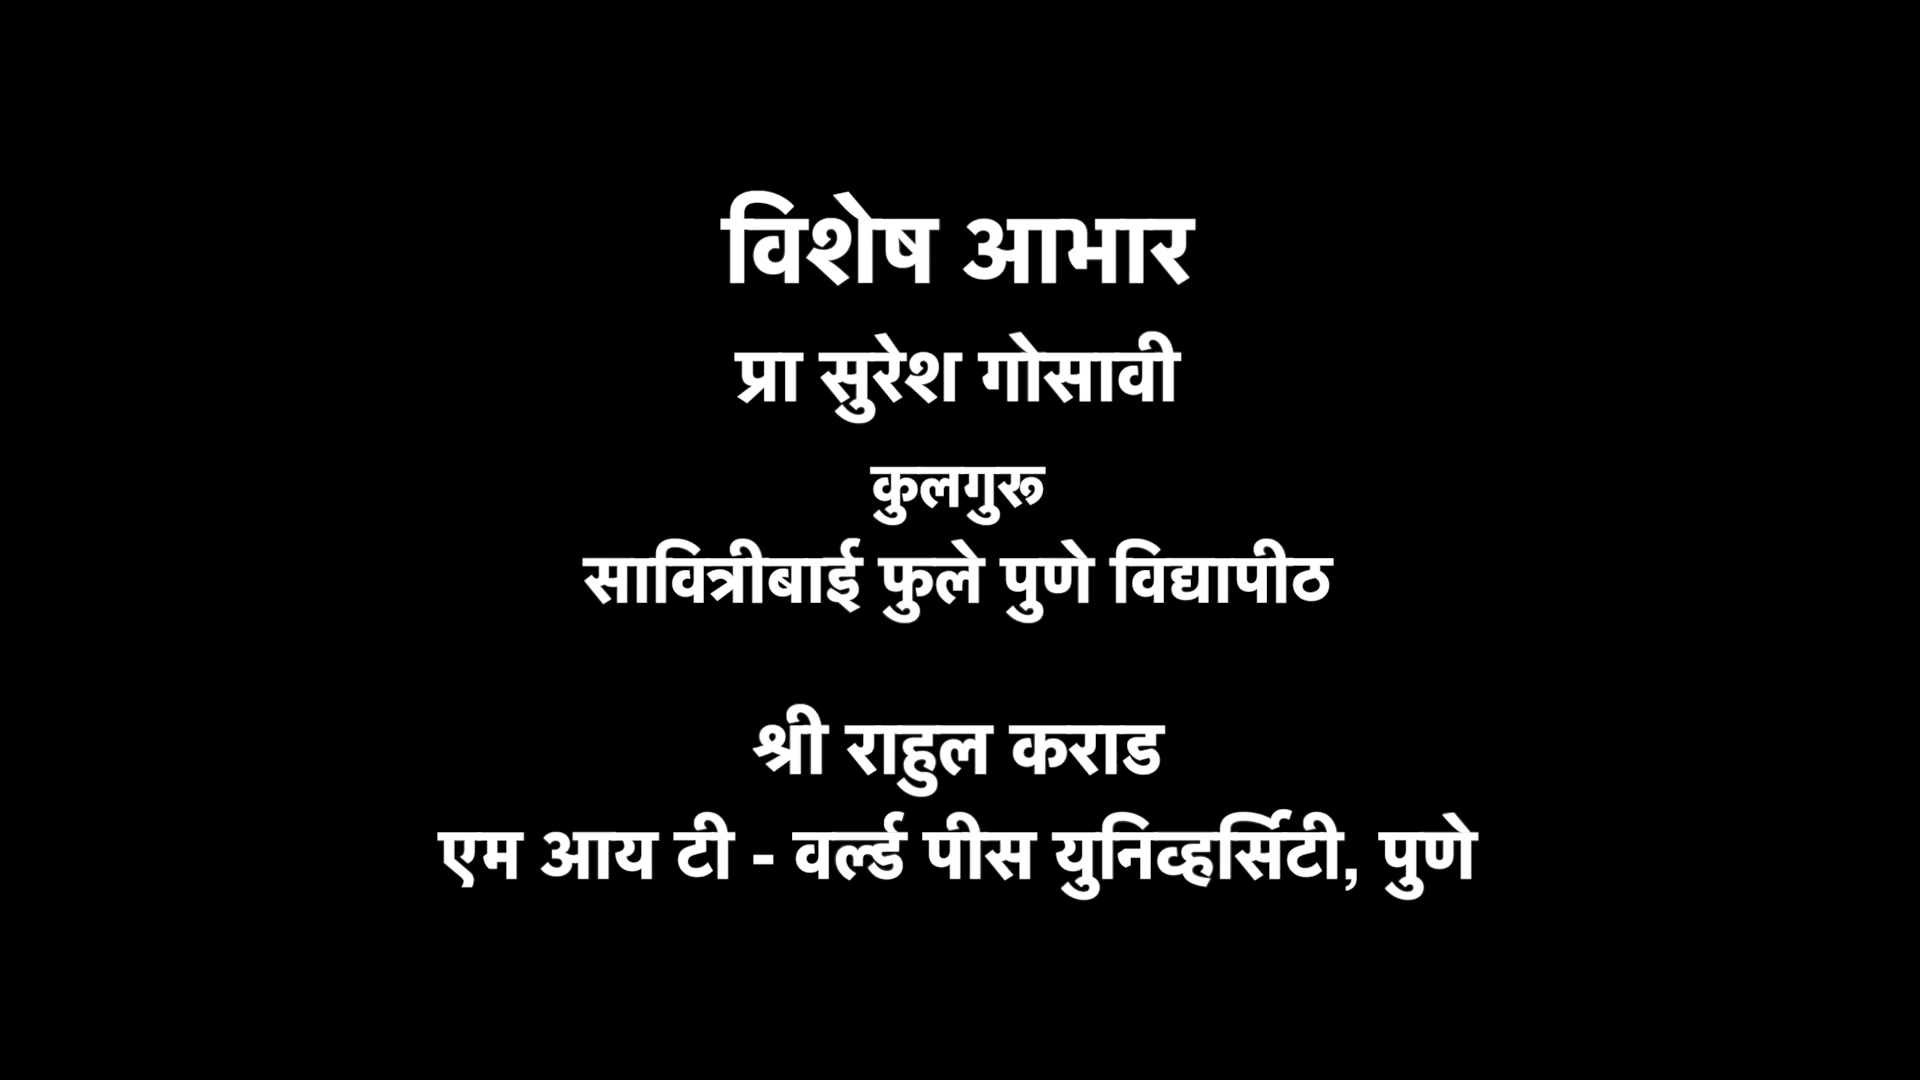 विशेष आभार
प्रा सुरेश गोसावी
कुलगुरू
सावित्रीबाई फुले पुणे विद्यापीठ
श्री राहुल कराड
एम आय टी - वर्ल्ड पीस युनिव्हर्सिटी, पुणे